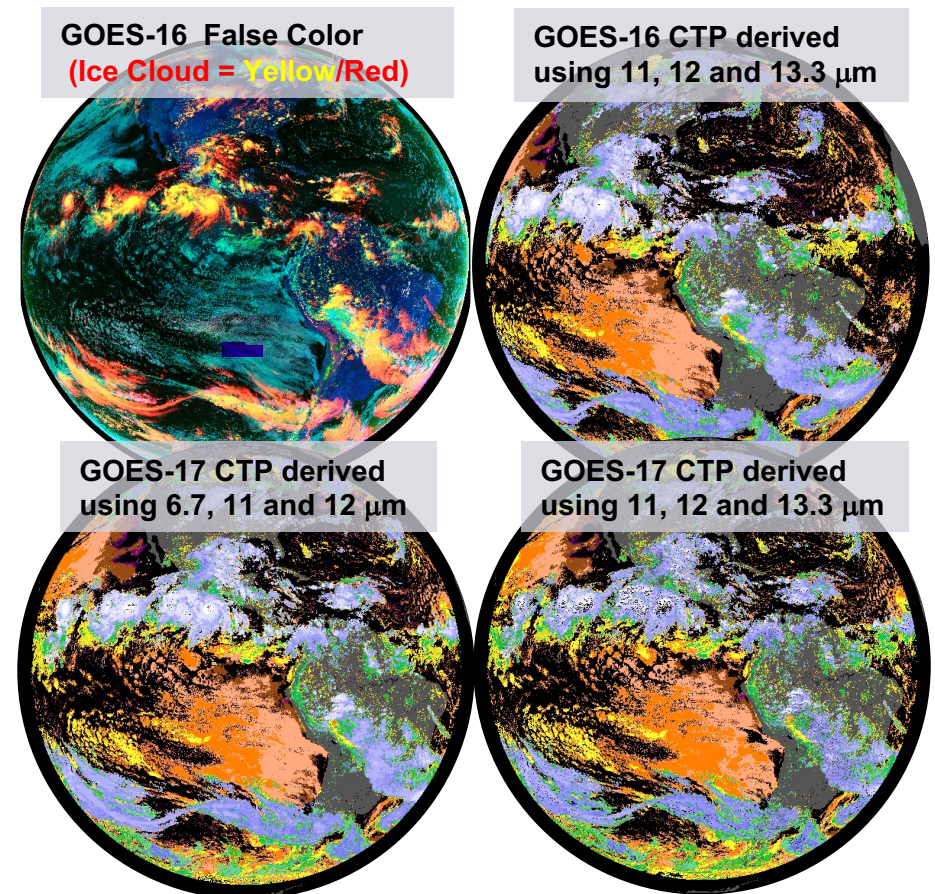 GOES-16 False Color
(Ice Cloud = Yellow/Red)
GOES-16 CTP derived
using 11, 12 and 13.3 μm
GOES-17 CTP derived
using 6.7, 11 and 12 μm
GOES-17 CTP derived
using 11, 12 and 13.3 μm